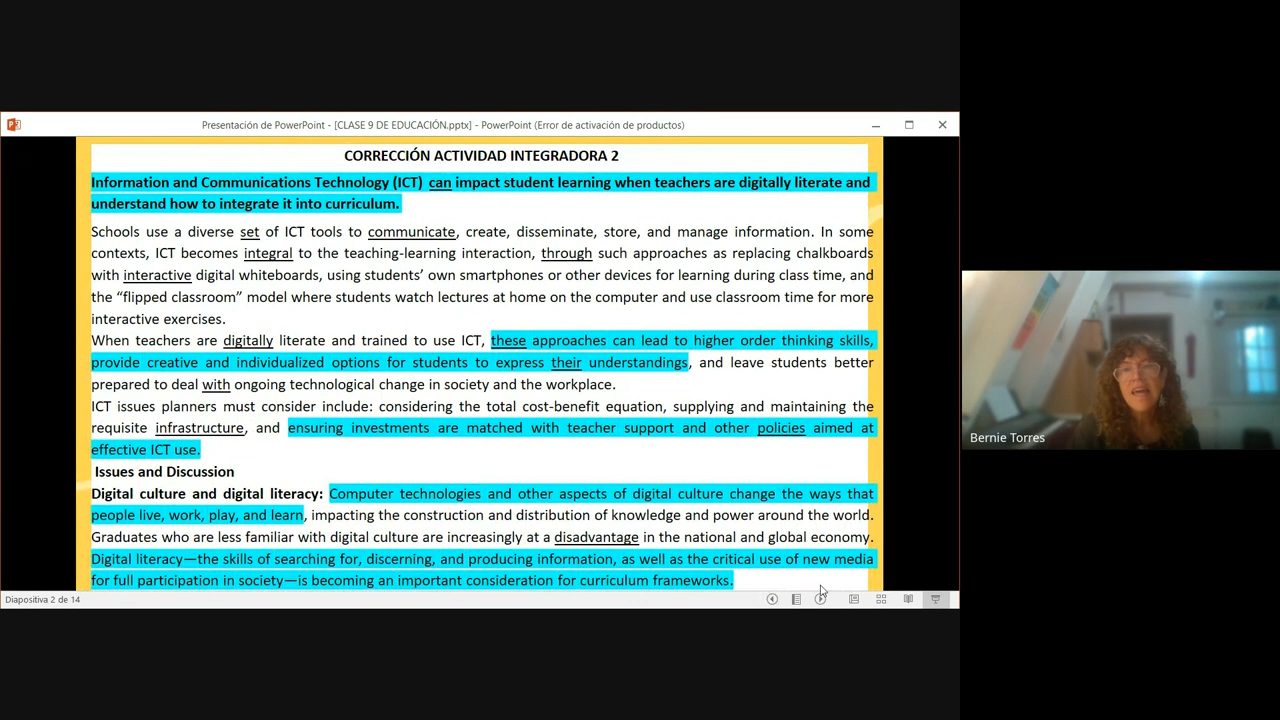 Presentación de PowerPoint - [CLASE 9 DE EDUCACIÓN.pptx] - PowerPoint (Error de activación de productos)
CORRECCIÓN ACTIVIDAD INTEGRADORA 2
Information and Communications Technology (ICT) can impact student learning when teachers are digitally literate and
understand how to integrate it into curriculum.
Schools use a diverse set of ICT tools to communicate, create, disseminate, store, and manage information. In some
contexts, ICT becomes integral to the teaching-learning interaction, through such approaches as replacing chalkboards
with interactive digital whiteboards, using students’ own smartphones or other devices for learning during class time, and
the “flipped classroom” model where students watch lectures at home on the computer and use classroom time for more
interactive exercises.
When teachers are digitally literate and trained to use ICT, these approaches can lead to higher order thinking skills,
provide creative and individualized options for students to express their understandings, and leave students better
prepared to deal with ongoing technological change in society and the workplace.
ICT issues planners must consider include: considering the total cost-benefit equation, supplying and maintaining the
requisite infrastructure, and ensuring investments are matched with teacher support and other policies aimed at
effective ICT use.
Issues and Discussion
Digital culture and digital literacy: Computer technologies and other aspects of digital culture change the ways that
people live, work, play, and learn, impacting the construction and distribution of knowledge and power around the world.
Graduates who are less familiar with digital culture are increasingly at a disadvantage in the national and global economy.
Digital literacy—the skills of searching for, discerning, and producing information, as well as the critical use of new media
for full participation in society—is becoming an important consideration for curriculum frameworks.
Diapositiva 2 de 14
Bernie Torres